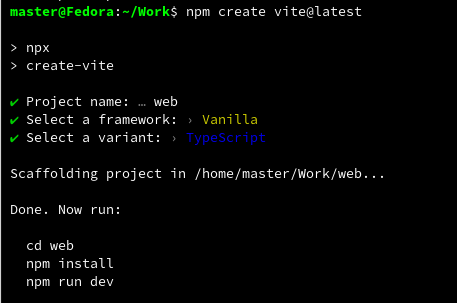 master@Fedora:~/Work$ npm create vite@latest
> npx
> create-vite
✔ Project name: … web
✔ Select a framework: › Vanilla
✔ Select a variant: › TypeScript
Scaffolding project in /home/master/Work/web...
Done. Now run:
cd web
npm install
npm run dev